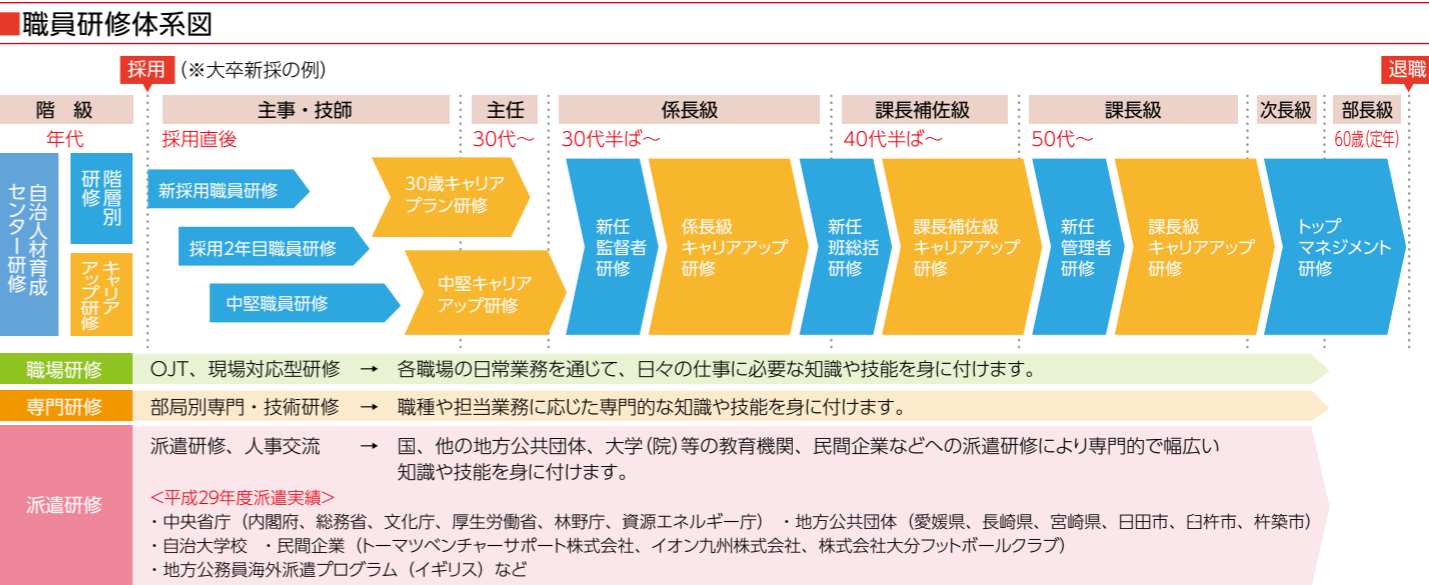 ■職員研修体系図
採用 (※大卒新採の例)
退職
階 級
主事・技師
主任
係長級
課長補佐級
課長級
次長級
部長級
年代
採用直後
30代～
30代半ば～
40代半ば～
50代～
60歳(定年)
自治人材育成
センター研修
階層別
研修
キャリア
アップ研修
新採用職員研修
採用2年目職員研修
中堅職員研修
30歳キャリア
プラン研修
中堅キャリア
アップ研修
新任
監督者
研修
係長級
キャリアアップ
研修
新任
班総括
研修
課長補佐級
キャリアアップ
研修
新任
管理者
研修
課長級
キャリアアップ
研修
トップ
マネジメント
研修
職場研修
OJT、現場対応型研修 → 各職場の日常業務を通じて、日々の仕事に必要な知識や技能を身に付けます。
専門研修
部局別専門・技術研修 → 職種や担当業務に応じた専門的な知識や技能を身に付けます。
派遣研修
派遣研修、人事交流 → 国、他の地方公共団体、大学(院)等の教育機関、民間企業などへの派遣研修により専門的で幅広い
知識や技能を身に付けます。
<平成29年度派遣実績>
・中央省庁（内閣府、総務省、文化庁、厚生労働省、林野庁、資源エネルギー庁） ・地方公共団体（愛媛県、長崎県、宮崎県、日田市、臼杵市、杵築市）
・自治大学校 ・民間企業（トーマツベンチャーサポート株式会社、イオン九州株式会社、株式会社大分フットボールクラブ）
・地方公務員海外派遣プログラム（イギリス）など